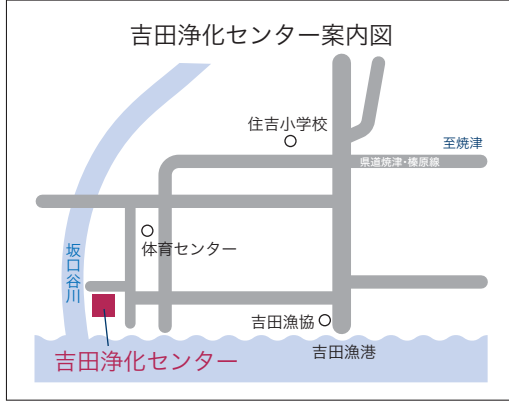 吉田浄化センター案内図
住吉小学校
至焼津
県道焼津・榛原線
体育センター
坂口谷川
吉田漁協
吉田漁港
吉田浄化センター